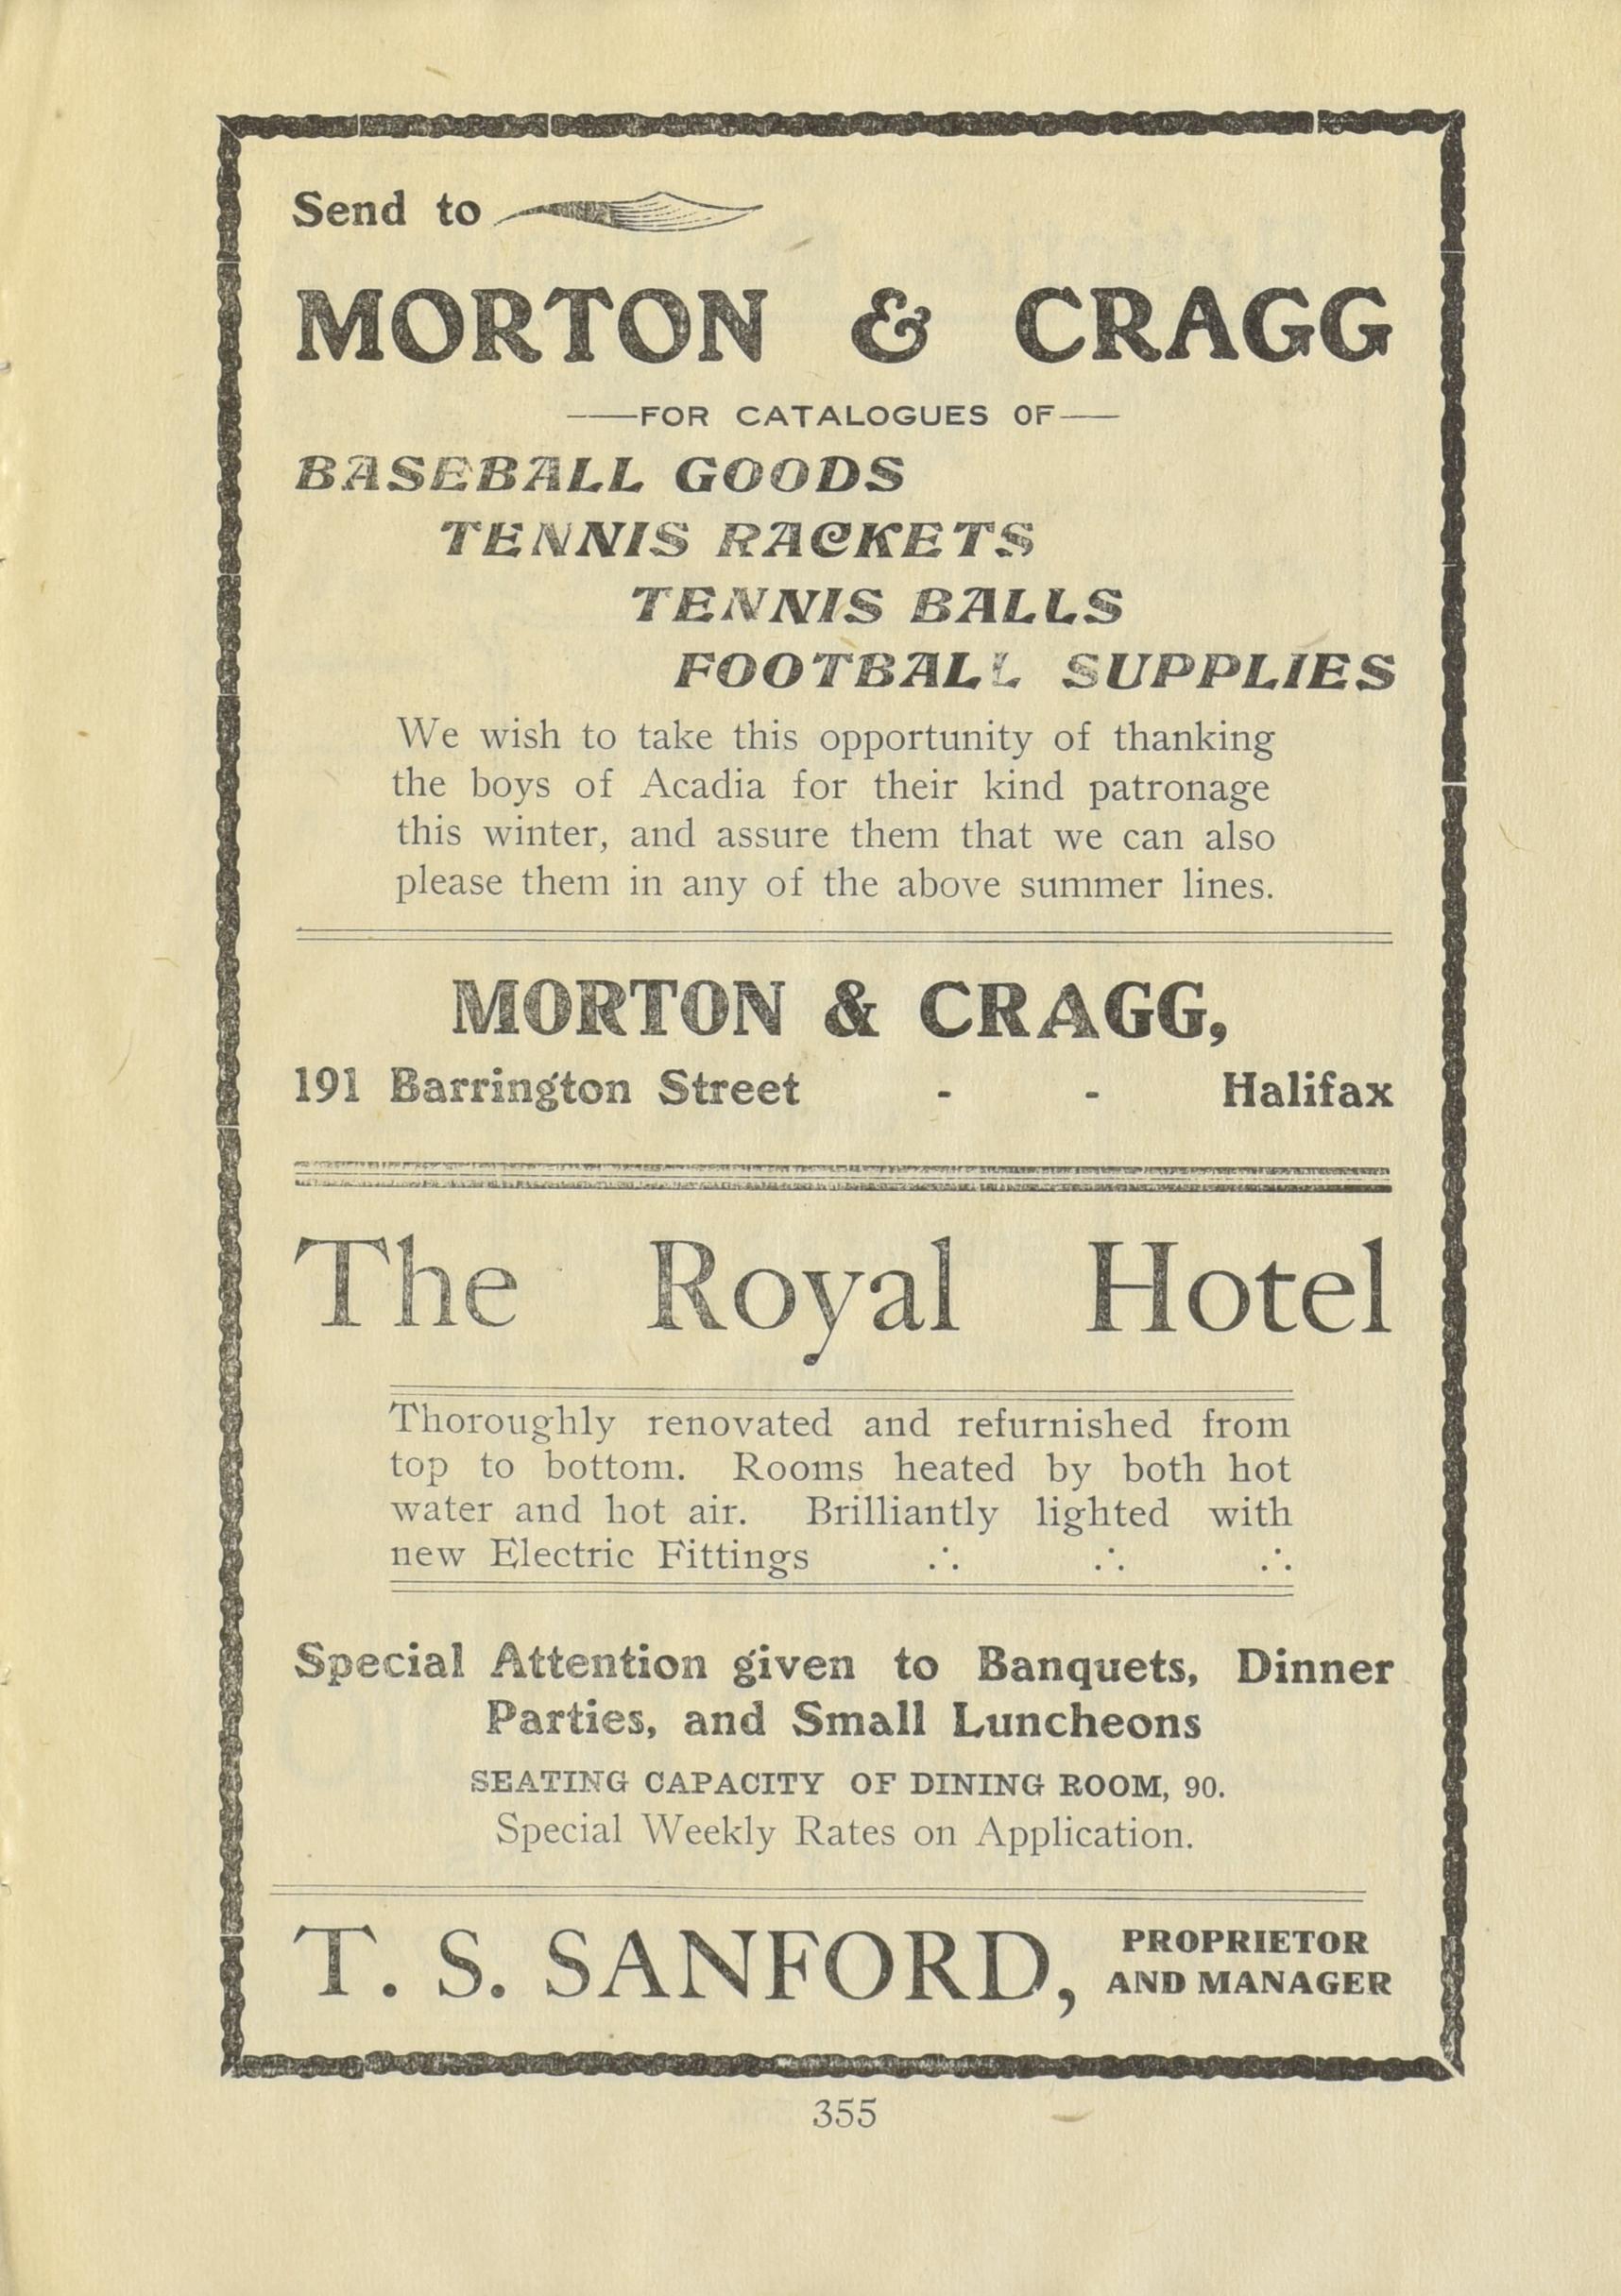 Send to
MORTON & CRAGG
—FOR CATALOGUES OF—
BASEBALL GOODS
TENNIS RACKETS
TENNIS BALLS
FOOTBALL SUPPLIES
We wish to take this opportunity of thanking
the boys of Acadia for their kind patronage
this winter, and assure them that we can also
please them in any of the above summer lines.
MORTON & CRAGG,
191 Barrington Street - - Halifax
The Royal Hotel
Thoroughly renovated and refurnished from
top to bottom. Rooms heated by both hot
water and hot air. Brilliantly lighted with
new Electric Fittings ∴ ∴ ∴
Special Attention given to Banquets, Dinner
Parties, and Small Luncheons
SEATING CAPACITY OF DINING ROOM, 90.
Special Weekly Rates on Application.
T. S. SANFORD, PROPRIETOR
AND MANAGER
355